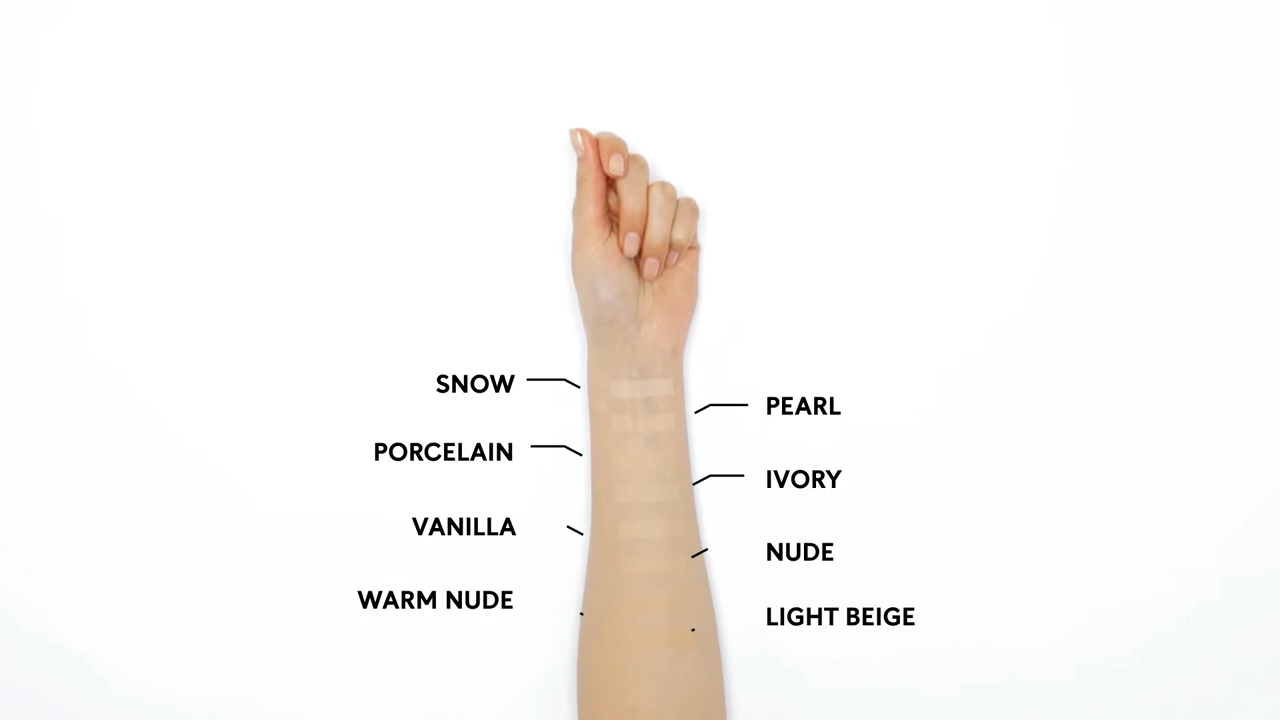 SNOW
PEARL
PORCELAIN
IVORY
VANILLA
NUDE
WARM NUDE
LIGHT BEIGE